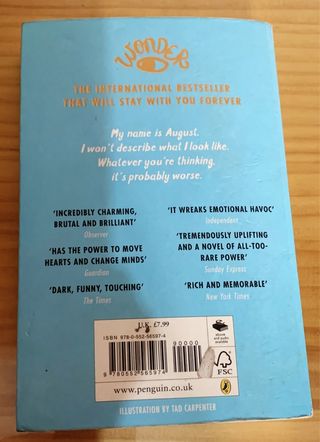 WONDER
THE INTERNATIONAL BESTSELLER
THAT WILL STAY WITH YOU FOREVER
My name is August.
I won't describe what I look like.
Whatever you're thinking,
it's probably worse.
'INCREDIBLY CHARMING,
BRUTAL AND BRILLIANT'
Observer
'HAS THE POWER TO MOVE
HEARTS AND CHANGE MINDS'
Guardian
'DARK, FUNNY, TOUCHING'
The Times
'IT WREAKS EMOTIONAL HAVOC'
Independent
'TREMENDOUSLY UPLIFTING
AND A NOVEL OF ALL-TOO-
RARE POWER'
Sunday Express
'RICH AND MEMORABLE'
New York Times
U.K. £7.99
ISBN 978-0-552-56597-4
90000
9 780552 565974
eBook
and audio
available
FSC
www.penguin.co.uk
ILLUSTRATION BY TAD CARPENTER